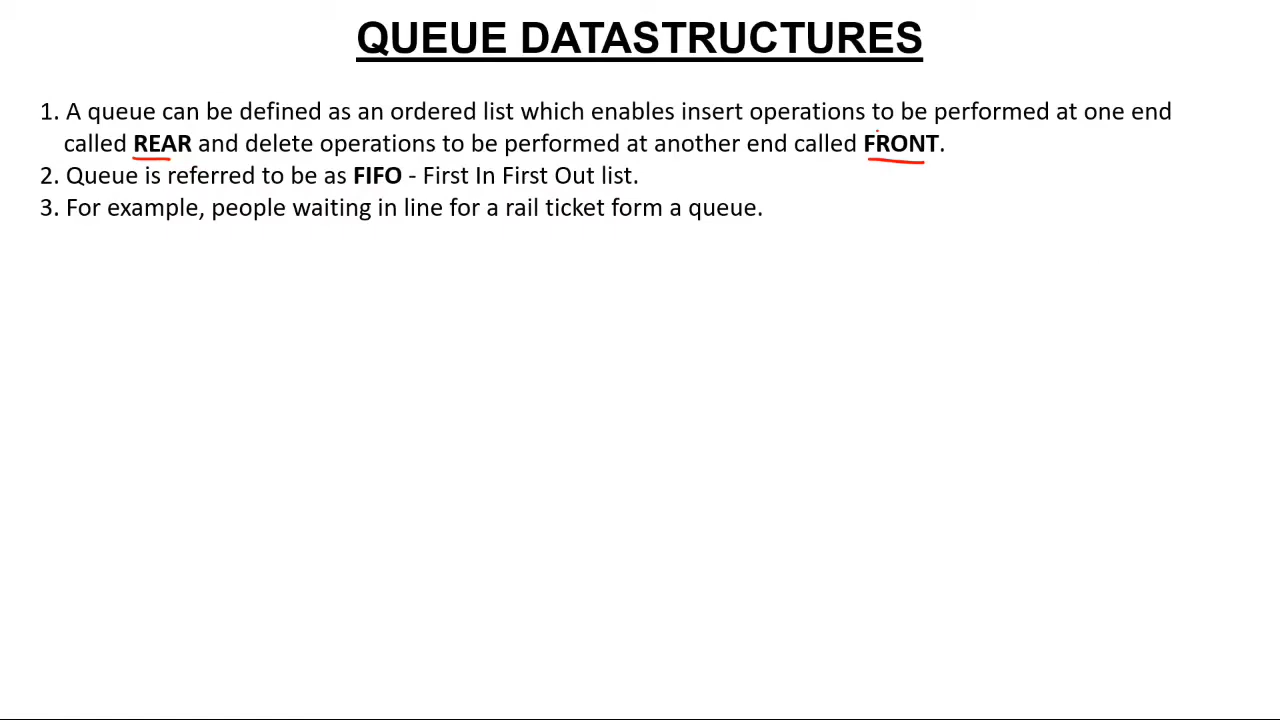 QUEUE DATASTRUCTURES
1. A queue can be defined as an ordered list which enables insert operations to be performed at one end
called REAR and delete operations to be performed at another end called FRONT.
2. Queue is referred to be as FIFO - First In First Out list.
3. For example, people waiting in line for a rail ticket form a queue.